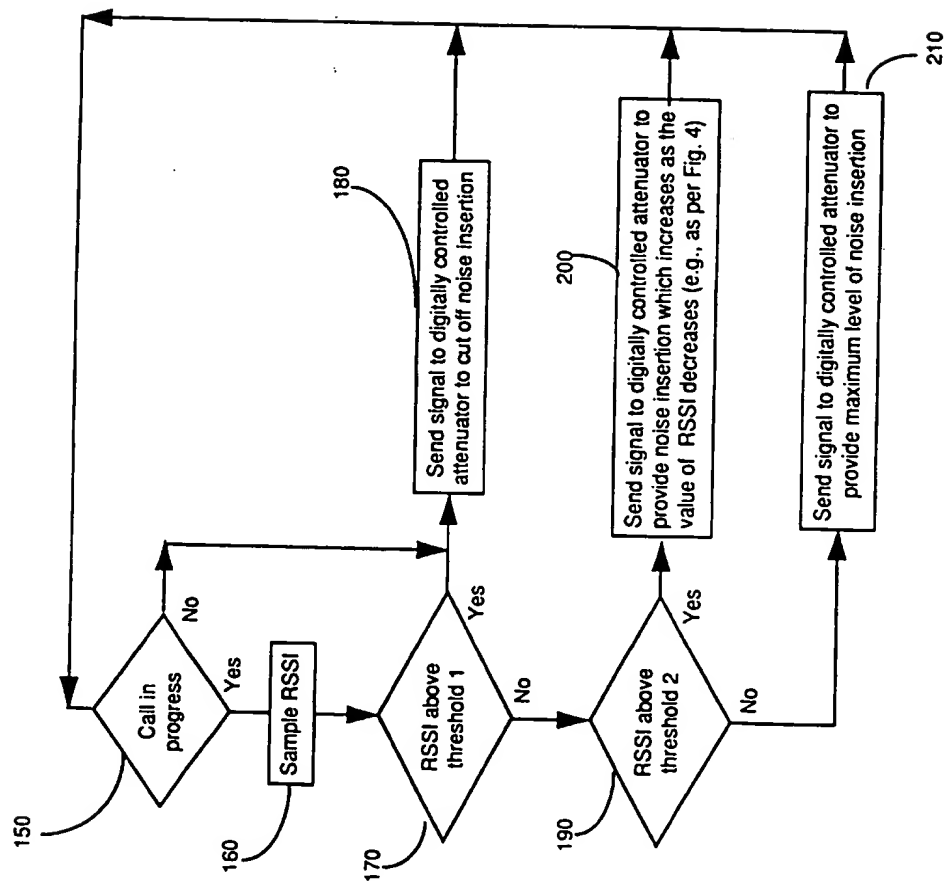 150
Call in
progress
No
Yes
160
Sample RSSI
170
RSSI above
threshold 1
Yes
No
180
Send signal to digitally controlled
attenuator to cut off noise insertion
190
RSSI above
threshold 2
Yes
No
200
Send signal to digitally controlled attenuator to
provide noise insertion which increases as the
value of RSSI decreases (e.g., as per Fig. 4)
210
Send signal to digitally controlled attenuator to
provide maximum level of noise insertion